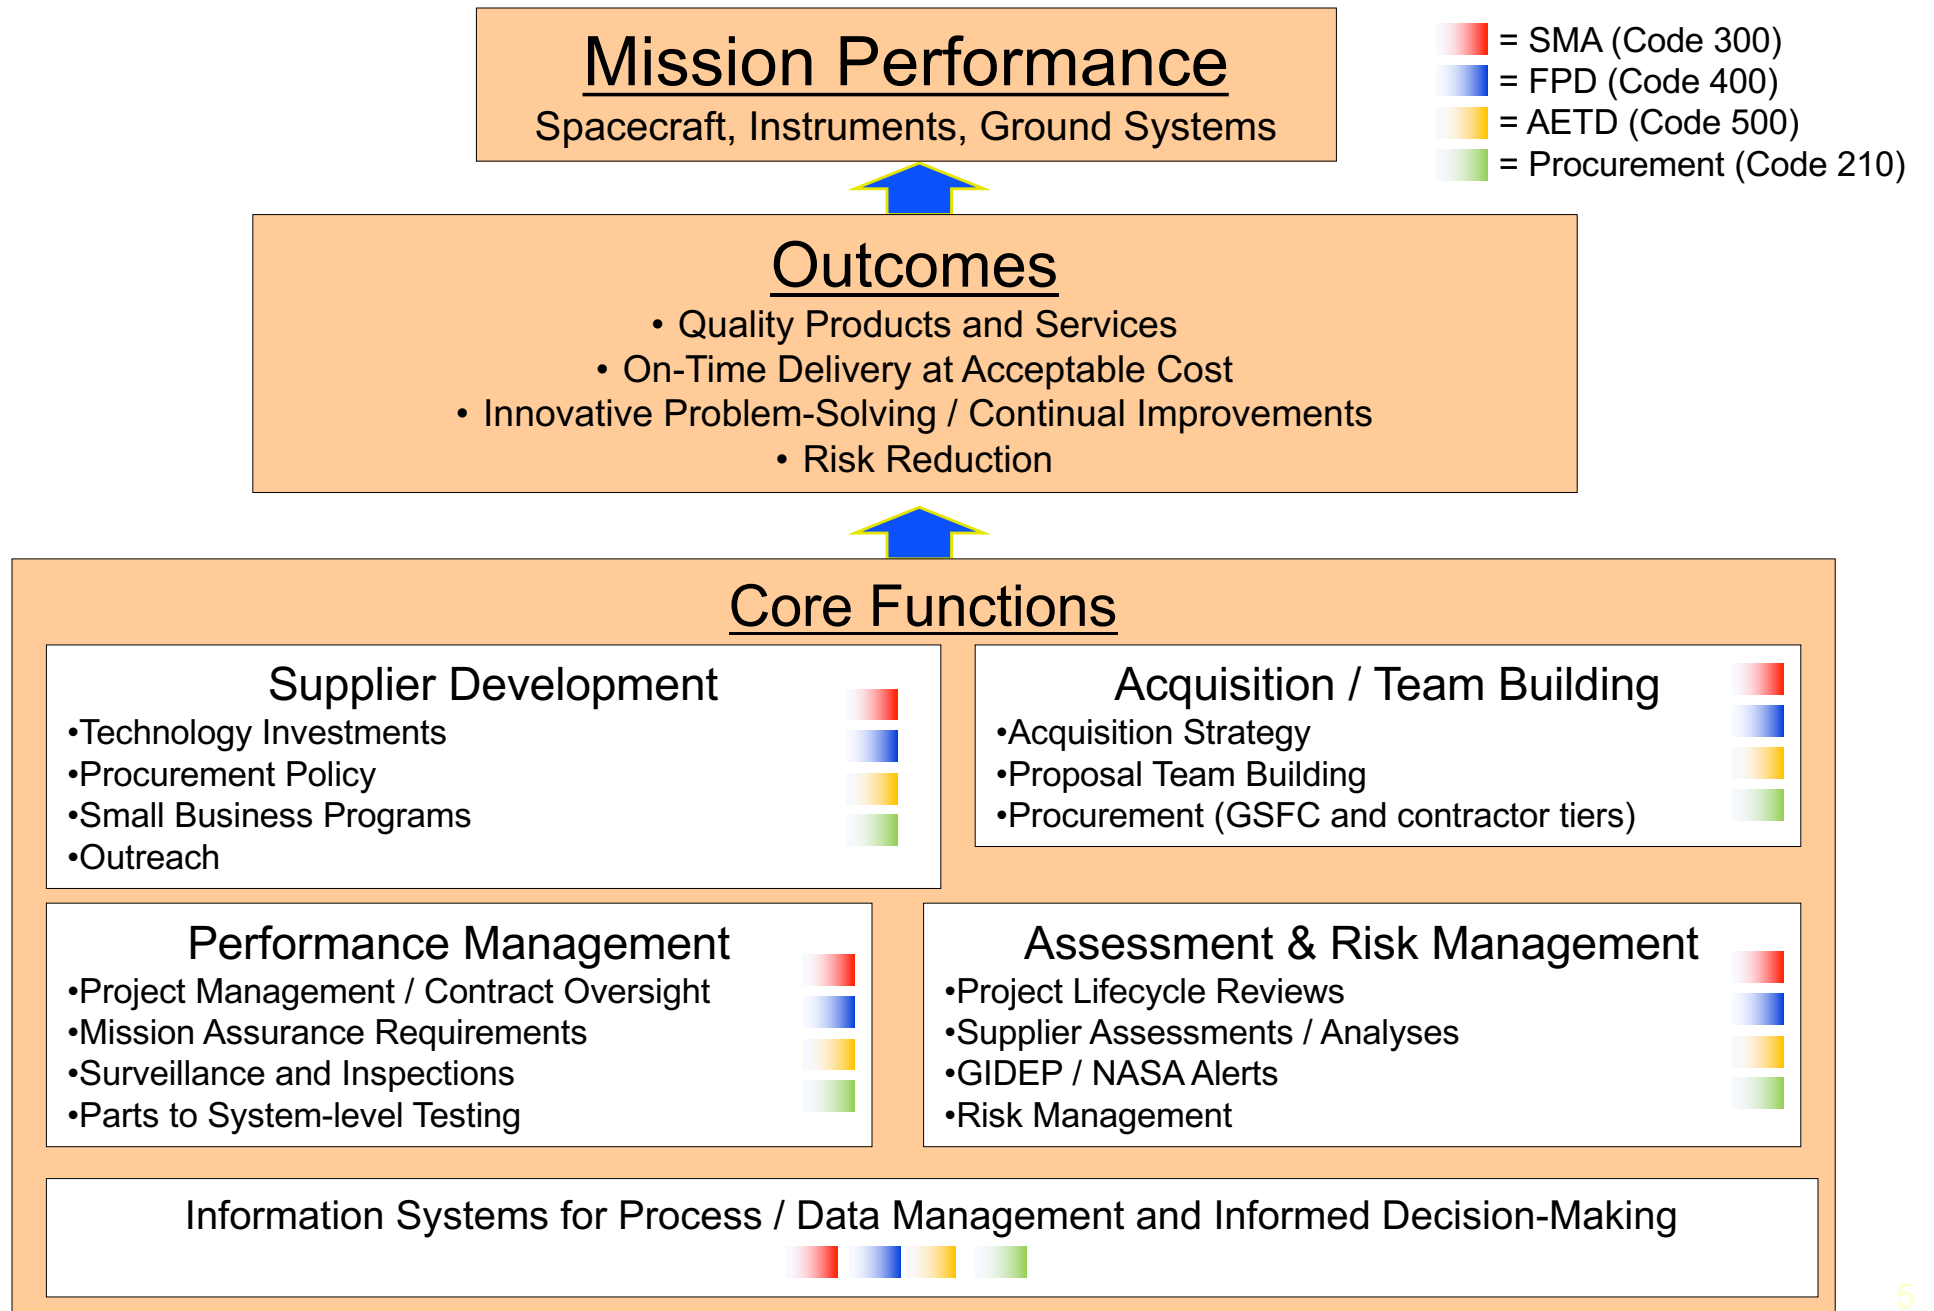 Mission Performance
Spacecraft, Instruments, Ground Systems
= SMA (Code 300)
= FPD (Code 400)
= AETD (Code 500)
= Procurement (Code 210)
Outcomes
• Quality Products and Services
• On-Time Delivery at Acceptable Cost
• Innovative Problem-Solving / Continual Improvements
• Risk Reduction
Core Functions
Supplier Development
•Technology Investments
•Procurement Policy
•Small Business Programs
•Outreach
Acquisition / Team Building
•Acquisition Strategy
•Proposal Team Building
•Procurement (GSFC and contractor tiers)
Performance Management
•Project Management / Contract Oversight
•Mission Assurance Requirements
•Surveillance and Inspections
•Parts to System-level Testing
Assessment & Risk Management
•Project Lifecycle Reviews
•Supplier Assessments / Analyses
•GIDEP / NASA Alerts
•Risk Management
Information Systems for Process / Data Management and Informed Decision-Making
5